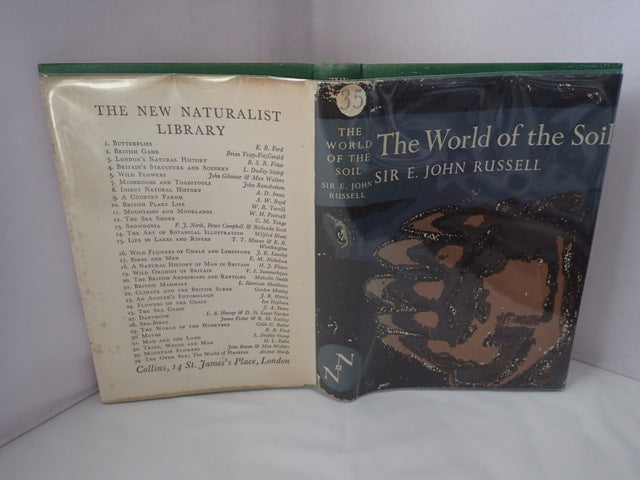 THE NEW NATURALIST
LIBRARY
1. BUTTERFLIES E. B. Ford
2. BRITISH GAME Brian Vesey-FitzGerald
3. LONDON'S NATURAL HISTORY R. S. R. Fitter
4. BRITAIN'S STRUCTURE AND SCENERY L. Dudley Stamp
5. WILD FLOWERS John Gilmour & Max Walters
7. MUSHROOMS AND TOADSTOOLS John Ramsbottom
8. INSECT NATURAL HISTORY A. D. Imms
9. A COUNTRY PARISH A. W. Boyd
10. BRITISH PLANT LIFE W. B. Turrill
11. MOUNTAINS AND MOORLANDS W. H. Pearsall
12. THE SEA SHORE C. M. Yonge
13. SNOWDONIA F. J. North, Bruce Campbell & Richenda Scott
14. THE ART OF BOTANICAL ILLUSTRATION Wilfrid Blunt
15. LIFE IN LAKES AND RIVERS T. T. Macan & E. B.
Worthington
16. WILD FLOWERS OF CHALK AND LIMESTONE J. E. Lousley
17. BIRDS AND MEN E. M. Nicholson
18. A NATURAL HISTORY OF MAN IN BRITAIN H. J. Fleure
19. WILD ORCHIDS OF BRITAIN V. S. Summerhayes
20. THE BRITISH AMPHIBIANS AND REPTILES Malcolm Smith
21. BRITISH MAMMALS L. Harrison Matthews
22. CLIMATE AND THE BRITISH SCENE Gordon Manley
23. AN ANGLER'S ENTOMOLOGY J. R. Harris
24. FLOWERS OF THE COAST Ian Hepburn
25. THE SEA COAST J. A. Steers
27. DARTMOOR L. A. Harvey & D. St. Leger Gordon
28. SEA-BIRDS James Fisher & R. M. Lockley
29. THE WORLD OF THE HONEYBEE Colin G. Butler
30. MOTHS E. B. Ford
31. MAN AND THE LAND L. Dudley Stamp
32. TREES, WOODS AND MAN H. L. Edlin
33. MOUNTAIN FLOWERS John Raven & Max Walters
34. THE OPEN SEA: The World of Plankton Alister Hardy
Collins, 14 St. James's Place, London
35
THE
WORLD
OF THE
SOIL
SIR E. JOHN
RUSSELL
NN
The World of the Soil
SIR E. JOHN RUSSELL